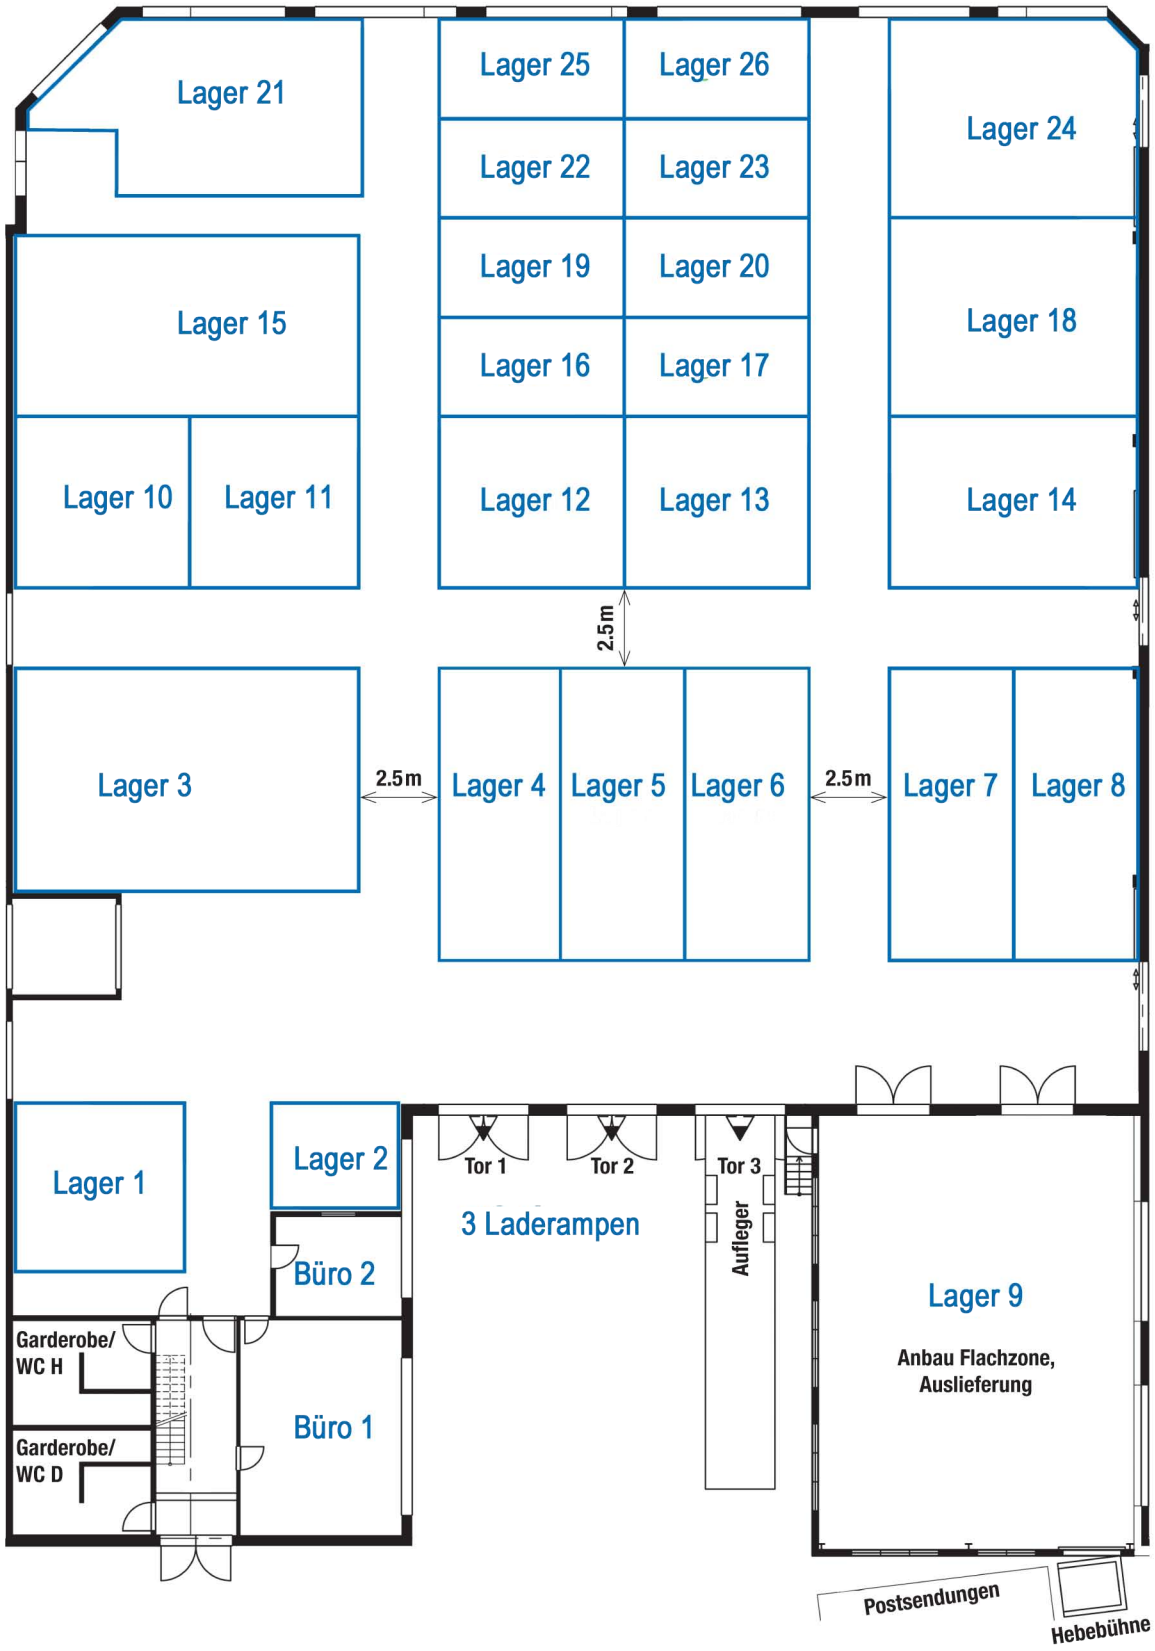 Lager 21
Lager 25
Lager 26
Lager 24
Lager 22
Lager 23
Lager 19
Lager 20
Lager 15
Lager 18
Lager 16
Lager 17
Lager 10
Lager 11
Lager 12
Lager 13
Lager 14
2.5m
Lager 3
2.5m
Lager 4
Lager 5
Lager 6
2.5m
Lager 7
Lager 8
Lager 1
Lager 2
Tor 1
Tor 2
Tor 3
3 Laderampen
Aufleger
Büro 2
Lager 9
Anbau Flachzone,
Auslieferung
Garderobe/
WC H
Büro 1
Garderobe/
WC D
Postsendungen
Hebebühne